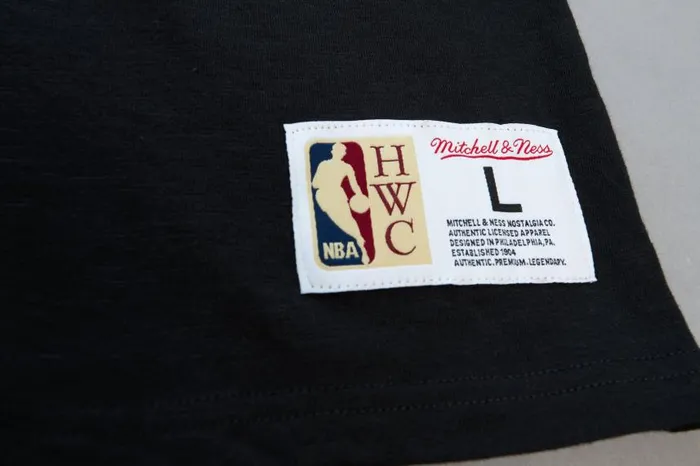 HWC
NBA
Mitchell & Ness
L
MITCHELL & NESS NOSTALGIA CO.
AUTHENTIC LICENSED APPAREL
DESIGNED IN PHILADELPHIA, PA.
ESTABLISHED 1904
AUTHENTIC. PREMIUM. LEGENDARY.